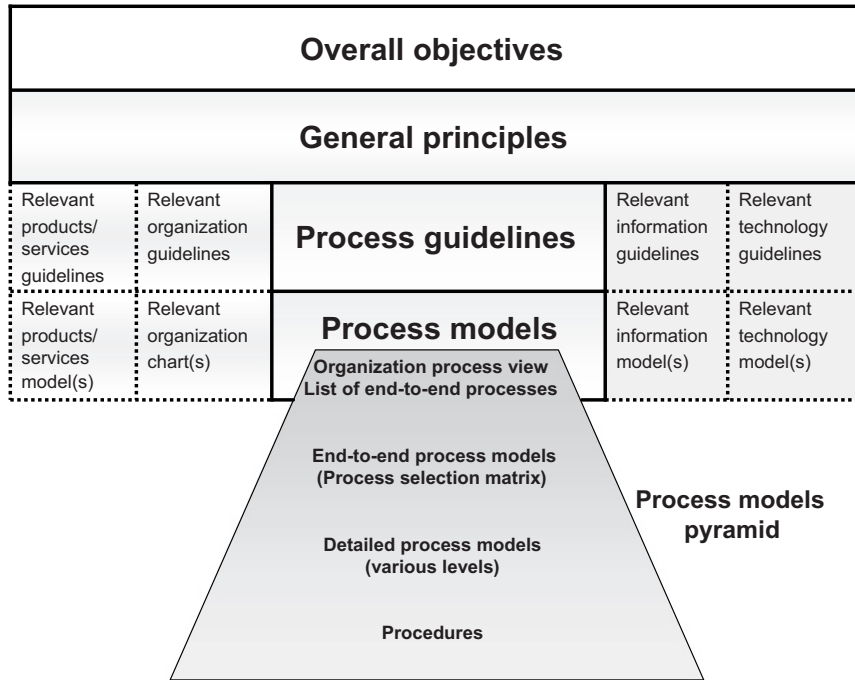 Overall objectives
General principles
Relevant
products/
services
guidelines
Relevant
organization
guidelines
Process guidelines
Relevant
information
guidelines
Relevant
technology
guidelines
Relevant
products/
services
model(s)
Relevant
organization
chart(s)
Process models
Relevant
information
model(s)
Relevant
technology
model(s)
Organization process view
List of end-to-end processes
End-to-end process models
(Process selection matrix)
Process models
pyramid
Detailed process models
(various levels)
Procedures